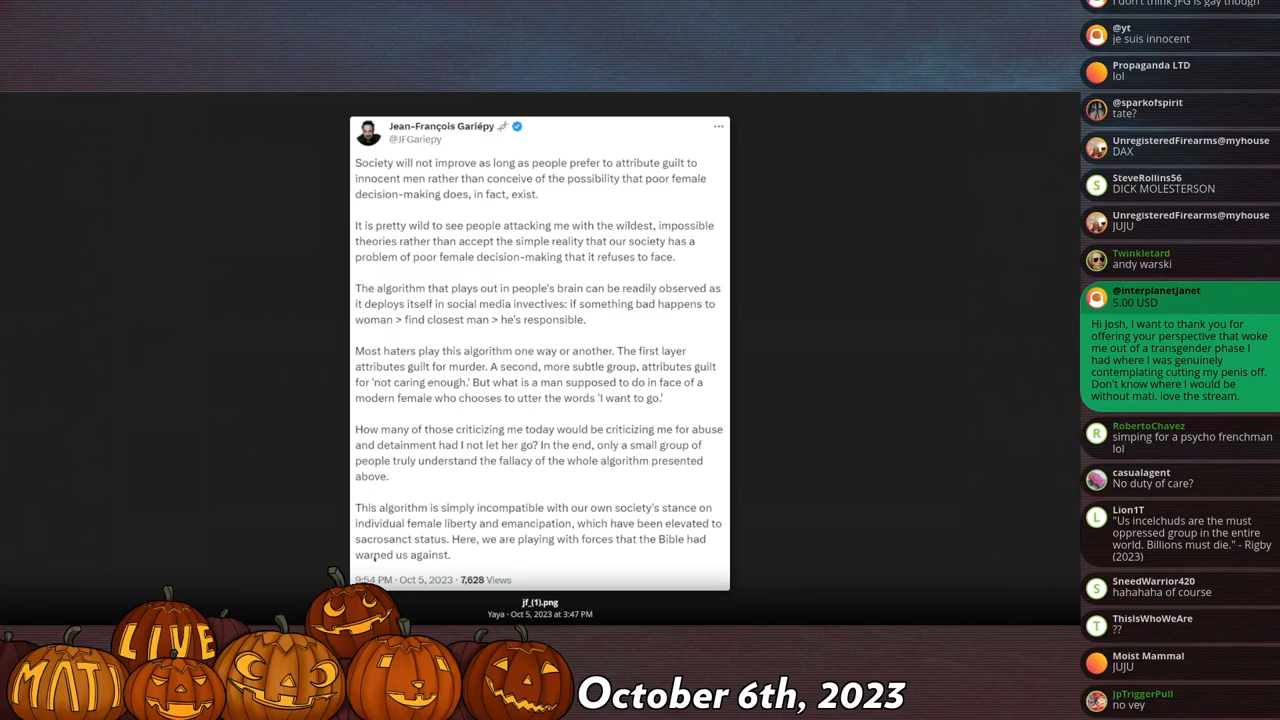 Jean-François Gariépy
@JFGariepy
Society will not improve as long as people prefer to attribute guilt to
innocent men rather than conceive of the possibility that poor female
decision-making does, in fact, exist.
It is pretty wild to see people attacking me with the wildest, impossible
theories rather than accept the simple reality that our society has a
problem of poor female decision-making that it refuses to face.
The algorithm that plays out in people's brain can be readily observed as
it deploys itself in social media invectives: if something bad happens to
woman > find closest man > he's responsible.
Most haters play this algorithm one way or another. The first layer
attributes guilt for murder. A second, more subtle group, attributes guilt
for 'not caring enough.' But what is a man supposed to do in face of a
modern female who chooses to utter the words 'I want to go.'
How many of those criticizing me today would be criticizing me for abuse
and detainment had I not let her go? In the end, only a small group of
people truly understand the fallacy of the whole algorithm presented
above.
This algorithm is simply incompatible with our own society's stance on
individual female liberty and emancipation, which have been elevated to
sacrosanct status. Here, we are playing with forces that the Bible had
warned us against.
9:54 PM · Oct 5, 2023 · 7,628 Views
jf_(1).png
Yaya · Oct 5, 2023 at 3:47 PM
LIVE
MATI
October 6th, 2023
I don't think JFG is gay though
@yt
je suis innocent
Propaganda LTD
lol
@sparkofspirit
tate?
UnregisteredFirearms@myhouse
DAX
SteveRollins56
DICK MOLESTERSON
UnregisteredFirearms@myhouse
JUJU
Twinkletard
andy warski
@interplanetJanet
5.00 USD
Hi Josh, I want to thank you for
offering your perspective that woke
me out of a transgender phase I
had where I was genuinely
contemplating cutting my penis off.
Don't know where I would be
without mati. love the stream.
R
RobertoChavez
simping for a psycho frenchman
lol
casualagent
No duty of care?
L
Lion1T
"Us incelchuds are the must
oppressed group in the entire
world. Billions must die." - Rigby
(2023)
S
SneedWarrior420
hahahaha of course
T
ThisIsWhoWeAre
??
Moist Mammal
JUJU
JpTriggerPull
no vey